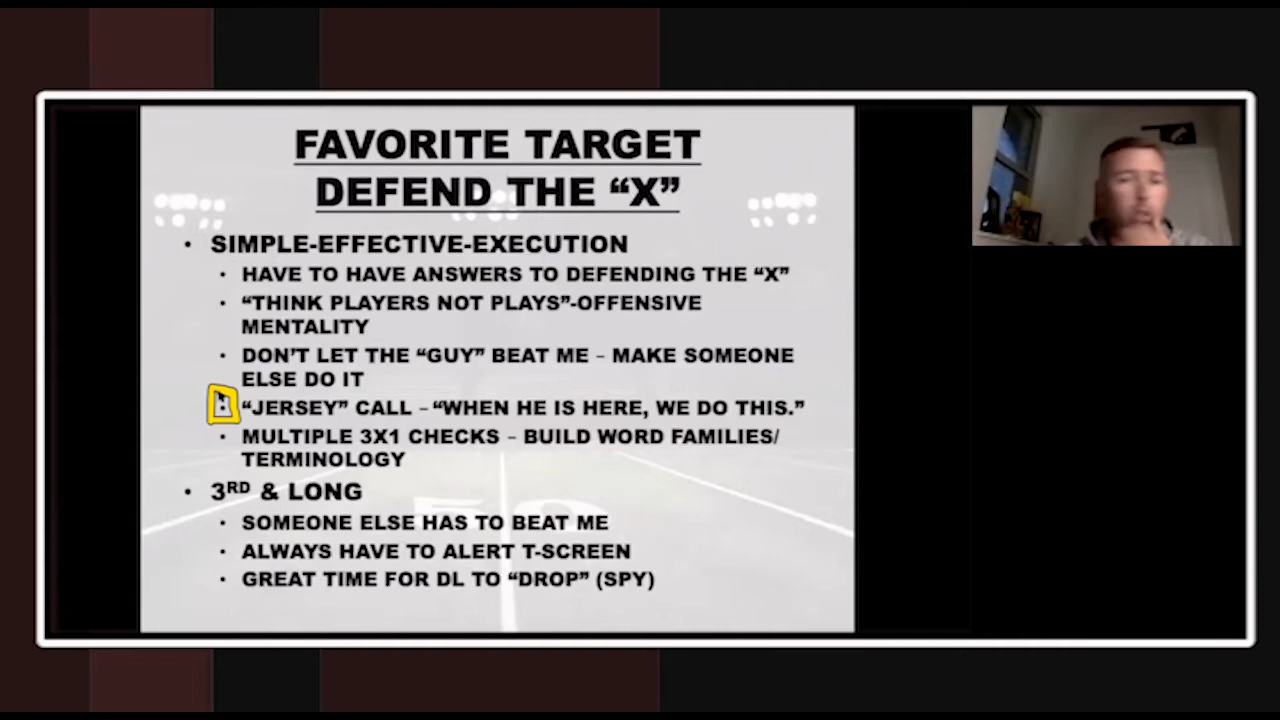 FAVORITE TARGET
DEFEND THE “X”
• SIMPLE-EFFECTIVE-EXECUTION
• HAVE TO HAVE ANSWERS TO DEFENDING THE “X”
• “THINK PLAYERS NOT PLAYS”-OFFENSIVE
MENTALITY
• DON’T LET THE “GUY” BEAT ME – MAKE SOMEONE
ELSE DO IT
• “JERSEY” CALL – “WHEN HE IS HERE, WE DO THIS.”
• MULTIPLE 3X1 CHECKS – BUILD WORD FAMILIES/
TERMINOLOGY
• 3RD & LONG
• SOMEONE ELSE HAS TO BEAT ME
• ALWAYS HAVE TO ALERT T-SCREEN
• GREAT TIME FOR DL TO “DROP” (SPY)
50